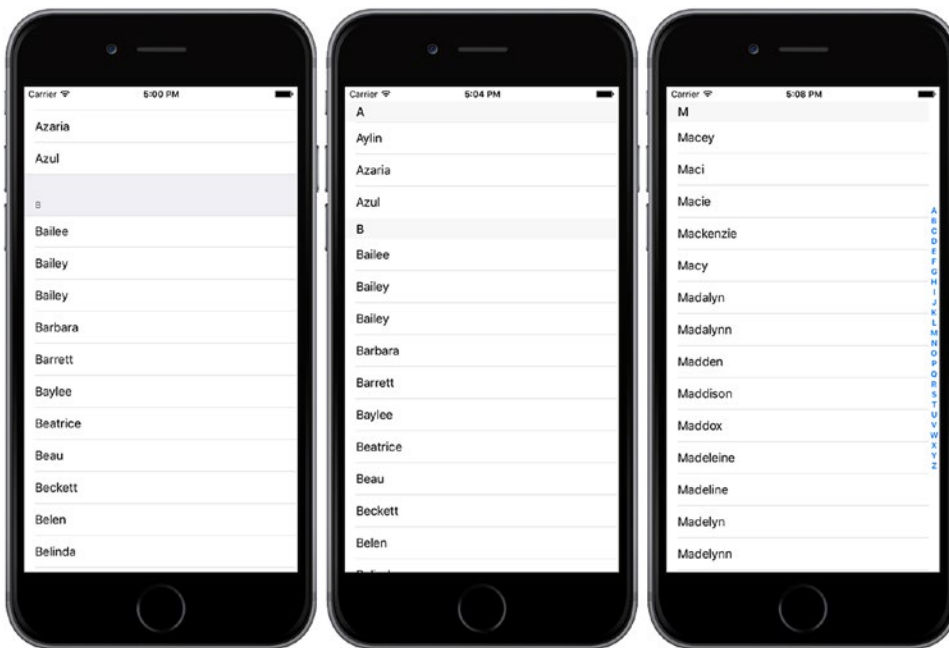 Carrier 5:00 PM
Azaria
Azul
B
Bailee
Bailey
Bailey
Barbara
Barrett
Baylee
Beatrice
Beau
Beckett
Belen
Belinda
Carrier 5:04 PM
A
Aylin
Azaria
Azul
B
Bailee
Bailey
Bailey
Barbara
Barrett
Baylee
Beatrice
Beau
Beckett
Belen
Carrier 5:08 PM
M
Macey
Maci
Macie
Mackenzie
Macy
Madalyn
Madalynn
Madden
Maddison
Maddox
Madeleine
Madeline
Madelyn
Madelynn
A
B
C
D
E
F
G
H
I
J
K
L
M
N
O
P
Q
R
S
T
U
V
W
X
Y
Z